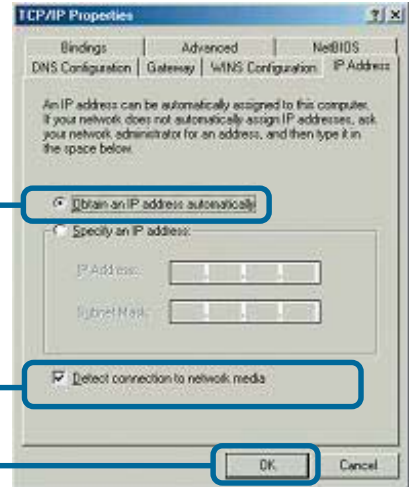 TCP/IP Properties
Bindings Advanced NetBIOS
DNS Configuration Gateway WINS Configuration IP Address
An IP address can be automatically assigned to this computer.
If your network does not automatically assign IP addresses, ask
your network administrator for an address, and then type it in
the space below.
Obtain an IP address automatically
Specify an IP address:
IP Address:
Subnet Mask:
Detect connection to network media
OK Cancel